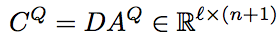 C^Q = DA^Q ∈ ℝ^{ℓ×(n+1)}